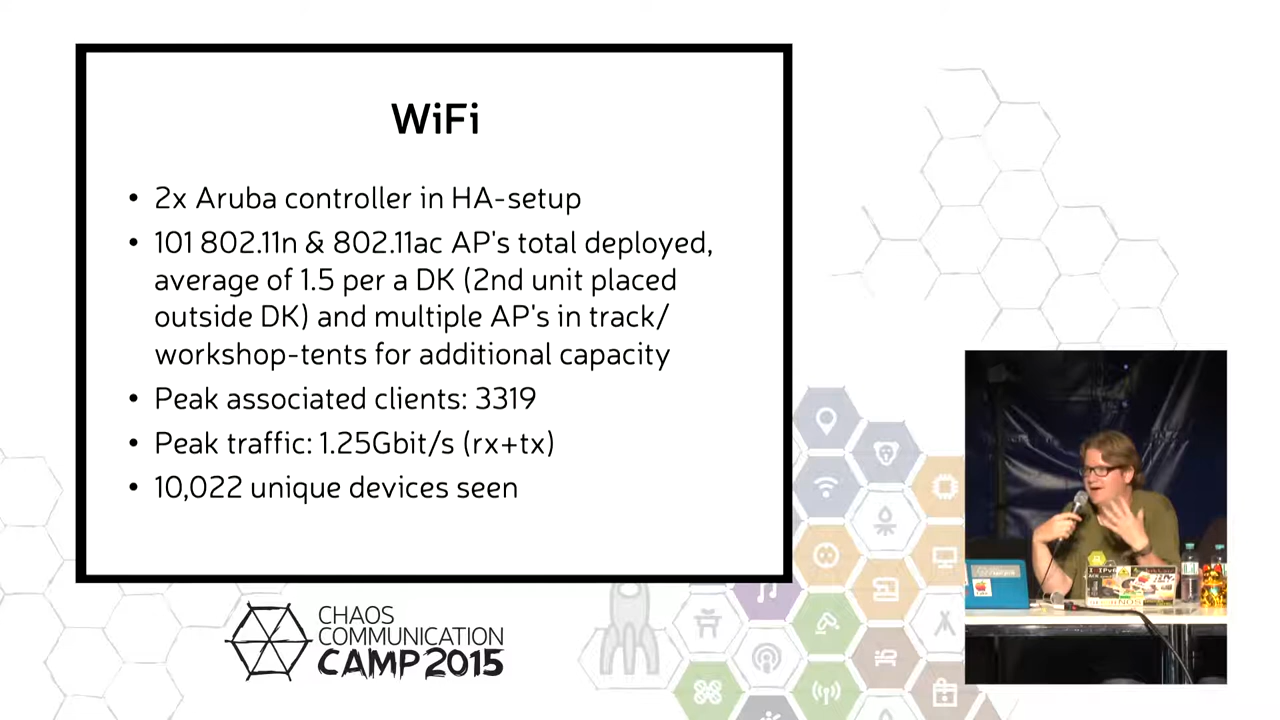 WiFi
• 2x Aruba controller in HA-setup
• 101 802.11n & 802.11ac AP's total deployed,
average of 1.5 per a DK (2nd unit placed
outside DK) and multiple AP's in track/
workshop-tents for additional capacity
• Peak associated clients: 3319
• Peak traffic: 1.25Gbit/s (rx+tx)
• 10,022 unique devices seen
CHAOS
COMMUNICATION
CAMP 2015